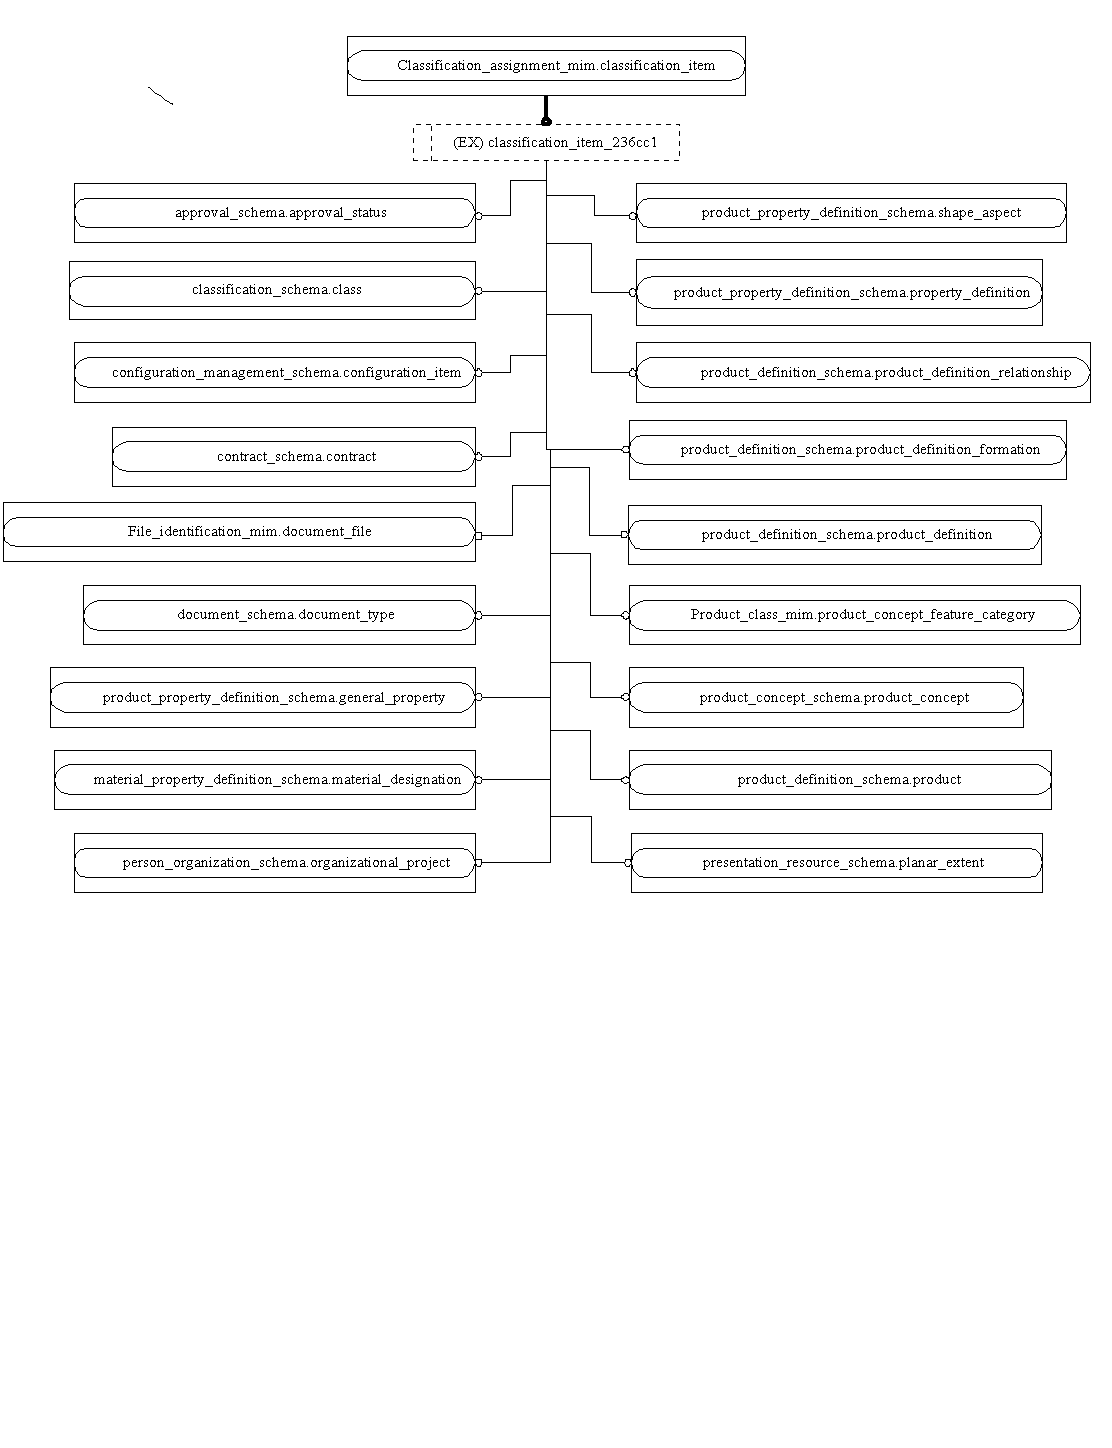 Classification_assignment_mim.classification_item
(EX) classification_item_236cc1
approval_schema.approval_status
product_property_definition_schema.shape_aspect
classification_schema.class
product_property_definition_schema.property_definition
configuration_management_schema.configuration_item
product_definition_schema.product_definition_relationship
contract_schema.contract
product_definition_schema.product_definition_formation
File_identification_mim.document_file
product_definition_schema.product_definition
document_schema.document_type
Product_class_mim.product_concept_feature_category
product_property_definition_schema.general_property
product_concept_schema.product_concept
material_property_definition_schema.material_designation
product_definition_schema.product
person_organization_schema.organizational_project
presentation_resource_schema.planar_extent